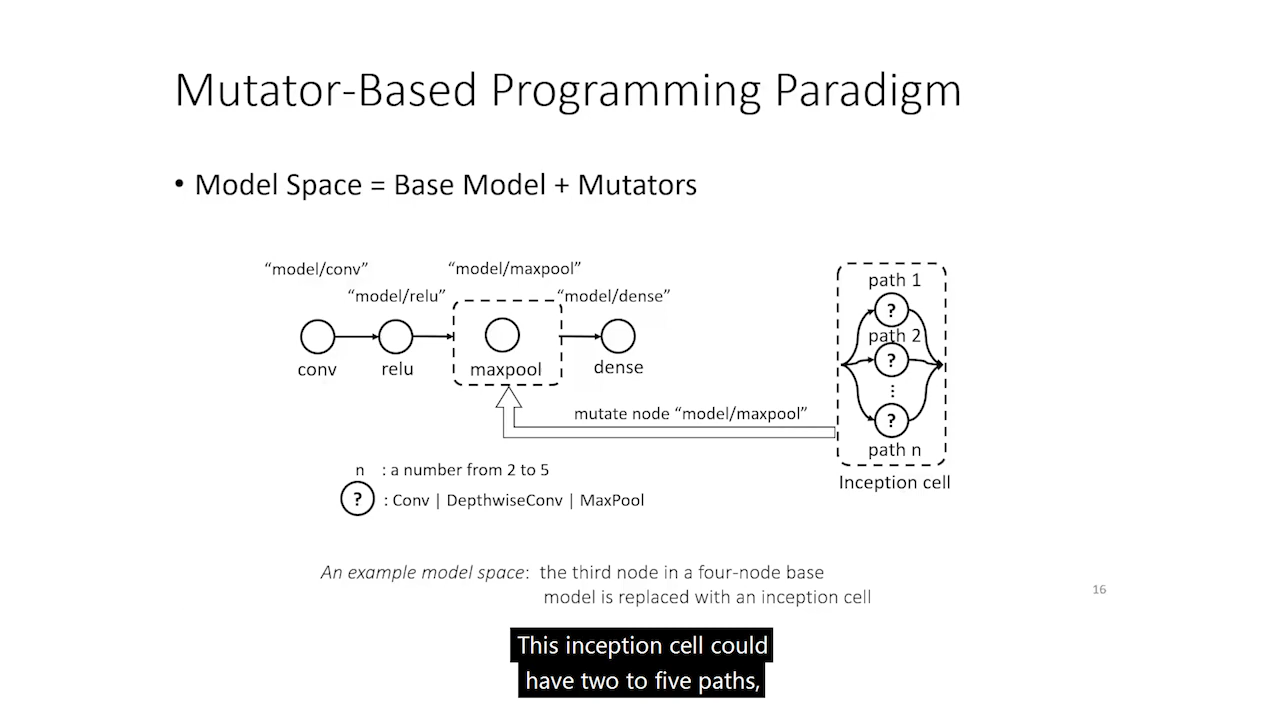 Mutator-Based Programming Paradigm
• Model Space = Base Model + Mutators
“model/conv”
“model/maxpool”
“model/relu”
“model/dense”
conv
relu
maxpool
dense
path 1
?
path 2
?
⋮
?
path n
Inception cell
mutate node “model/maxpool”
n : a number from 2 to 5
? : Conv | DepthwiseConv | MaxPool
An example model space: the third node in a four-node base
model is replaced with an inception cell
16
This inception cell could
have two to five paths,